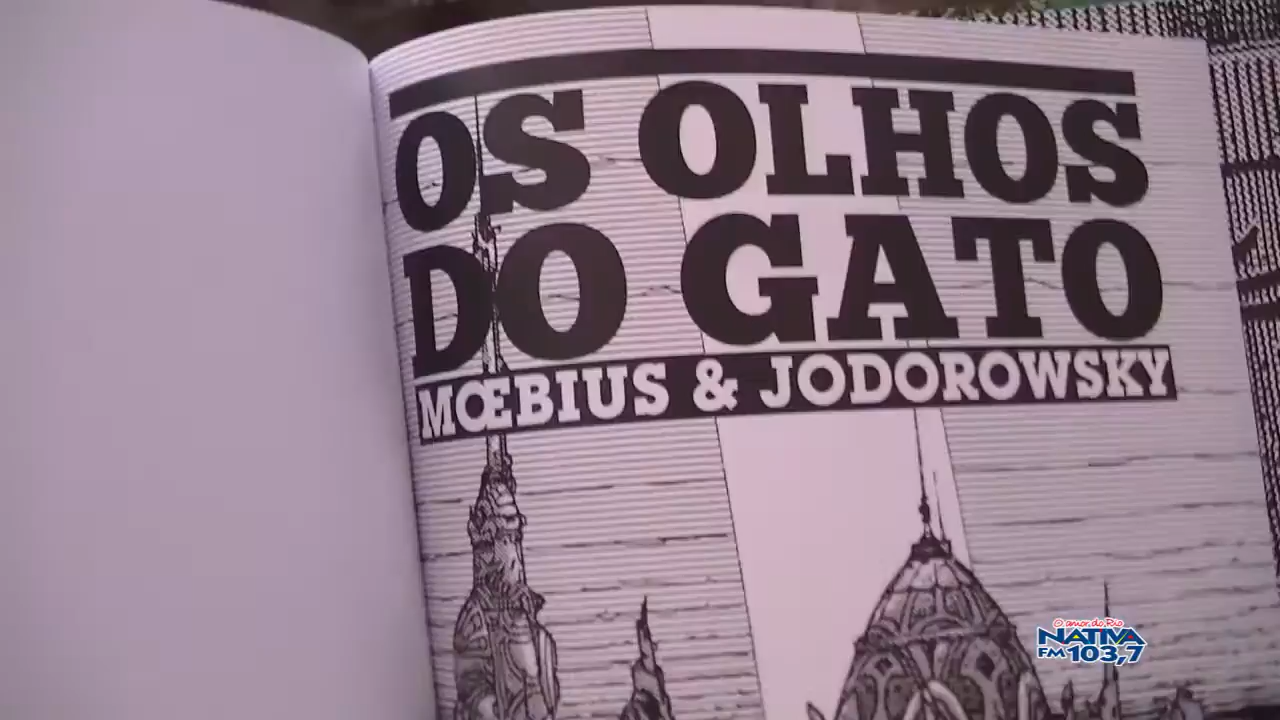 OS OLHOS
DO GATO
MŒBIUS & JODOROWSKY
O amor do Rio
NATIVA
FM 103,7